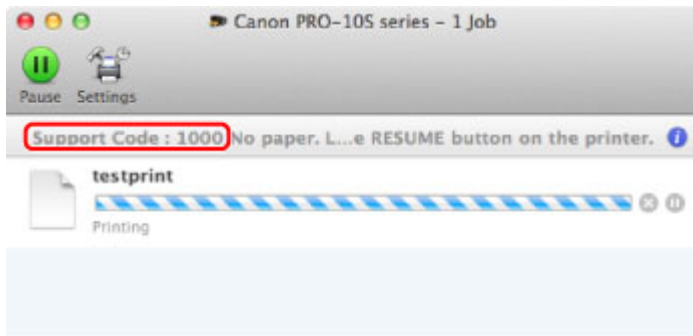 Canon PRO-10S series – 1 Job
Pause Settings
Support Code : 1000 No paper. L...e RESUME button on the printer.
testprint
Printing